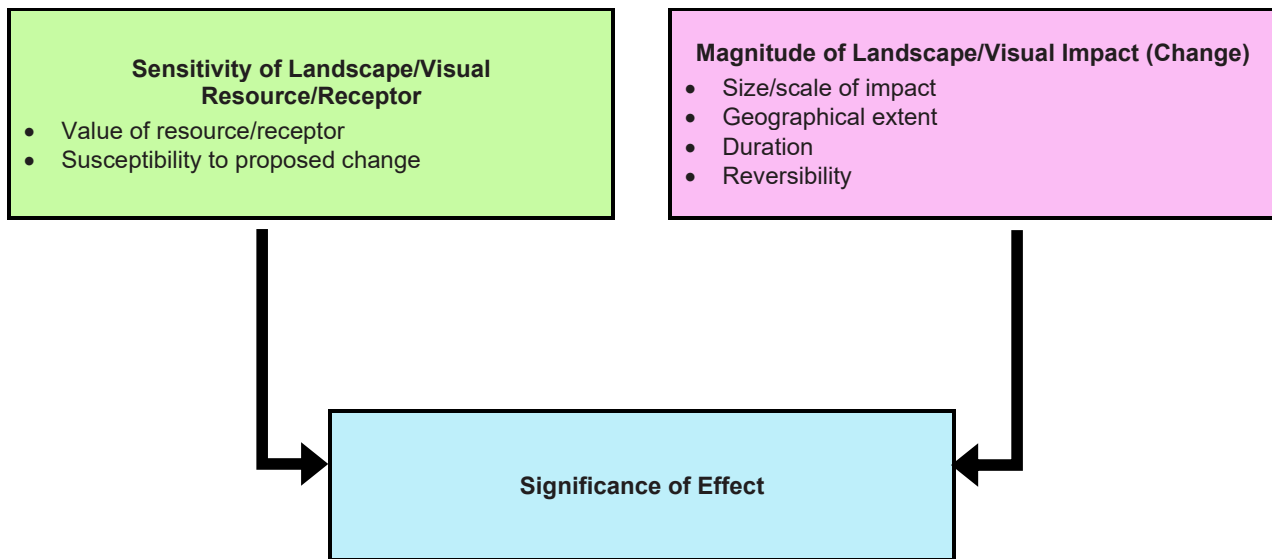 Sensitivity of Landscape/Visual
Resource/Receptor
• Value of resource/receptor
• Susceptibility to proposed change
Magnitude of Landscape/Visual Impact (Change)
• Size/scale of impact
• Geographical extent
• Duration
• Reversibility
Significance of Effect